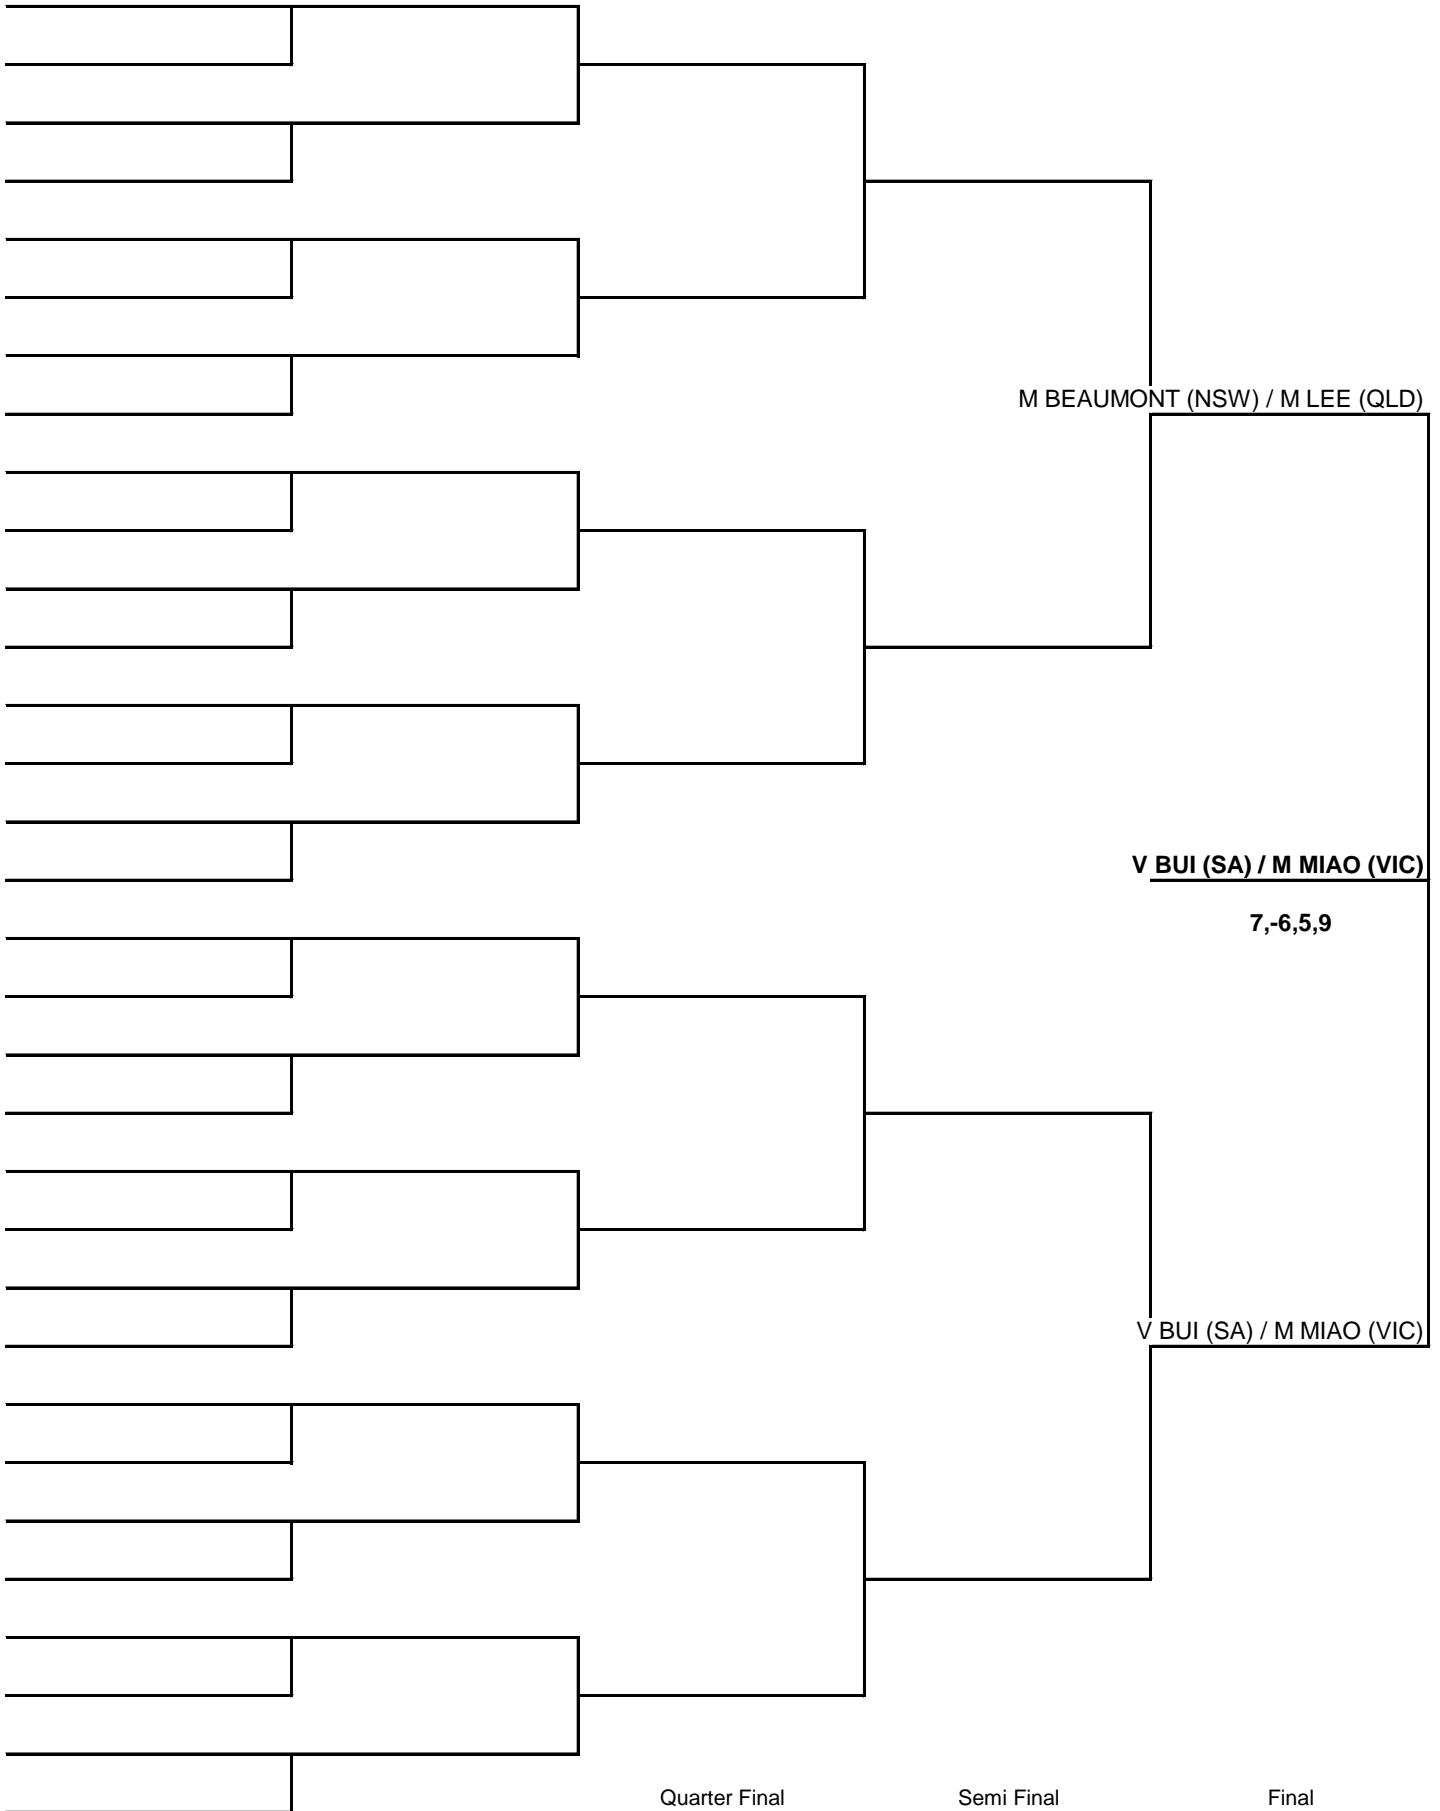 M BEAUMONT (NSW) / M LEE (QLD)
V BUI (SA) / M MIAO (VIC)
7,-6,5,9
V BUI (SA) / M MIAO (VIC)
Quarter Final Semi Final Final